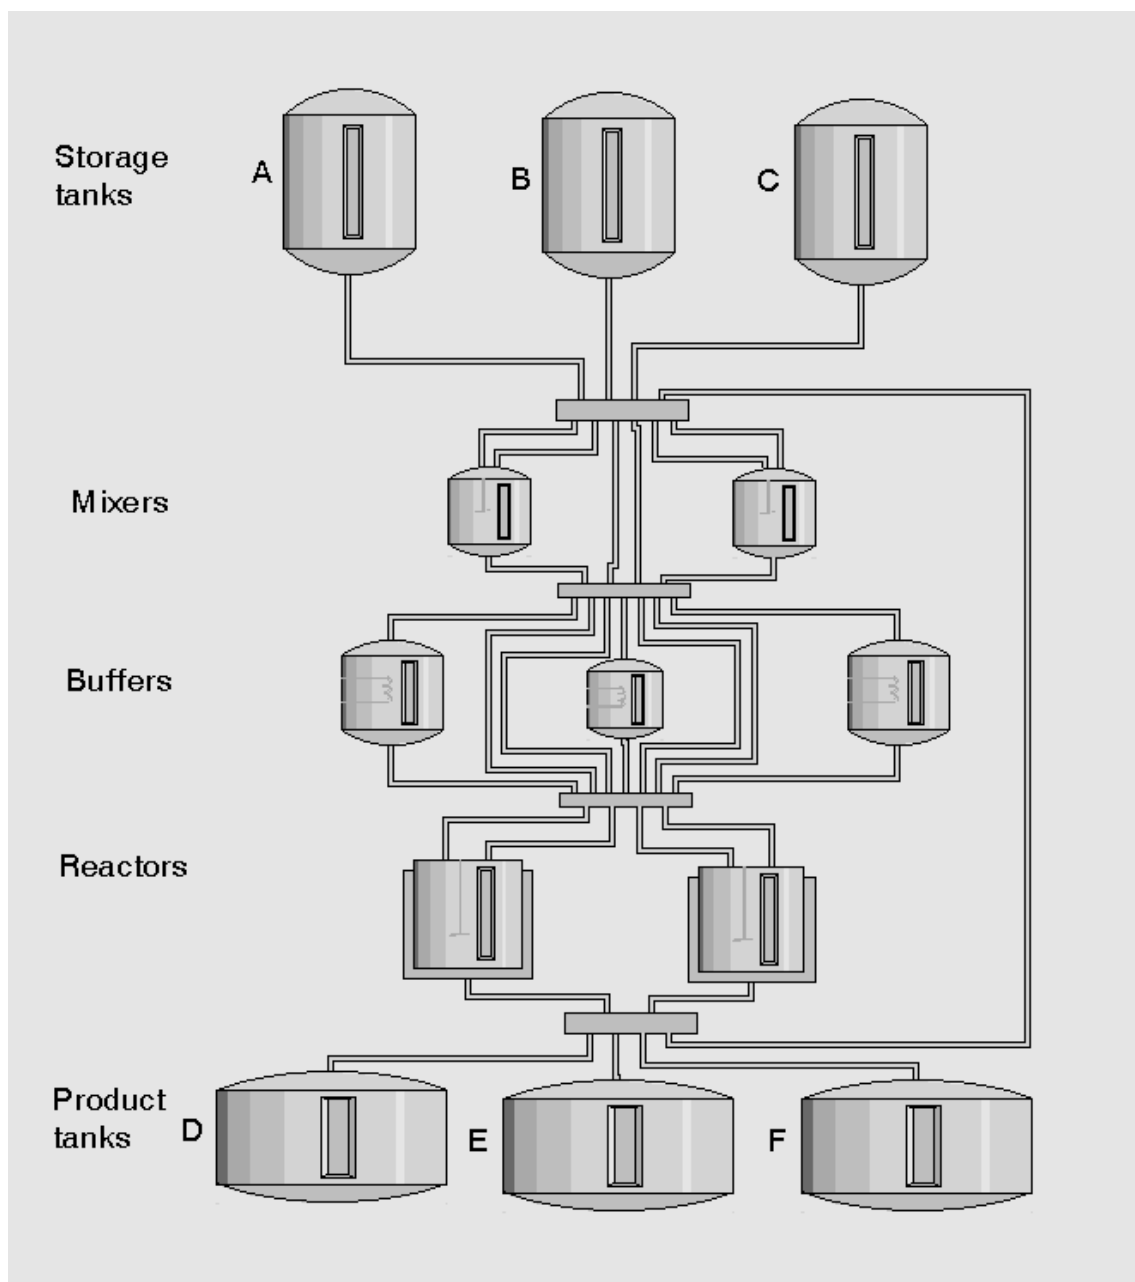 Storage
tanks
A
B
C
Mixers
Buffers
Reactors
Product
tanks
D
E
F